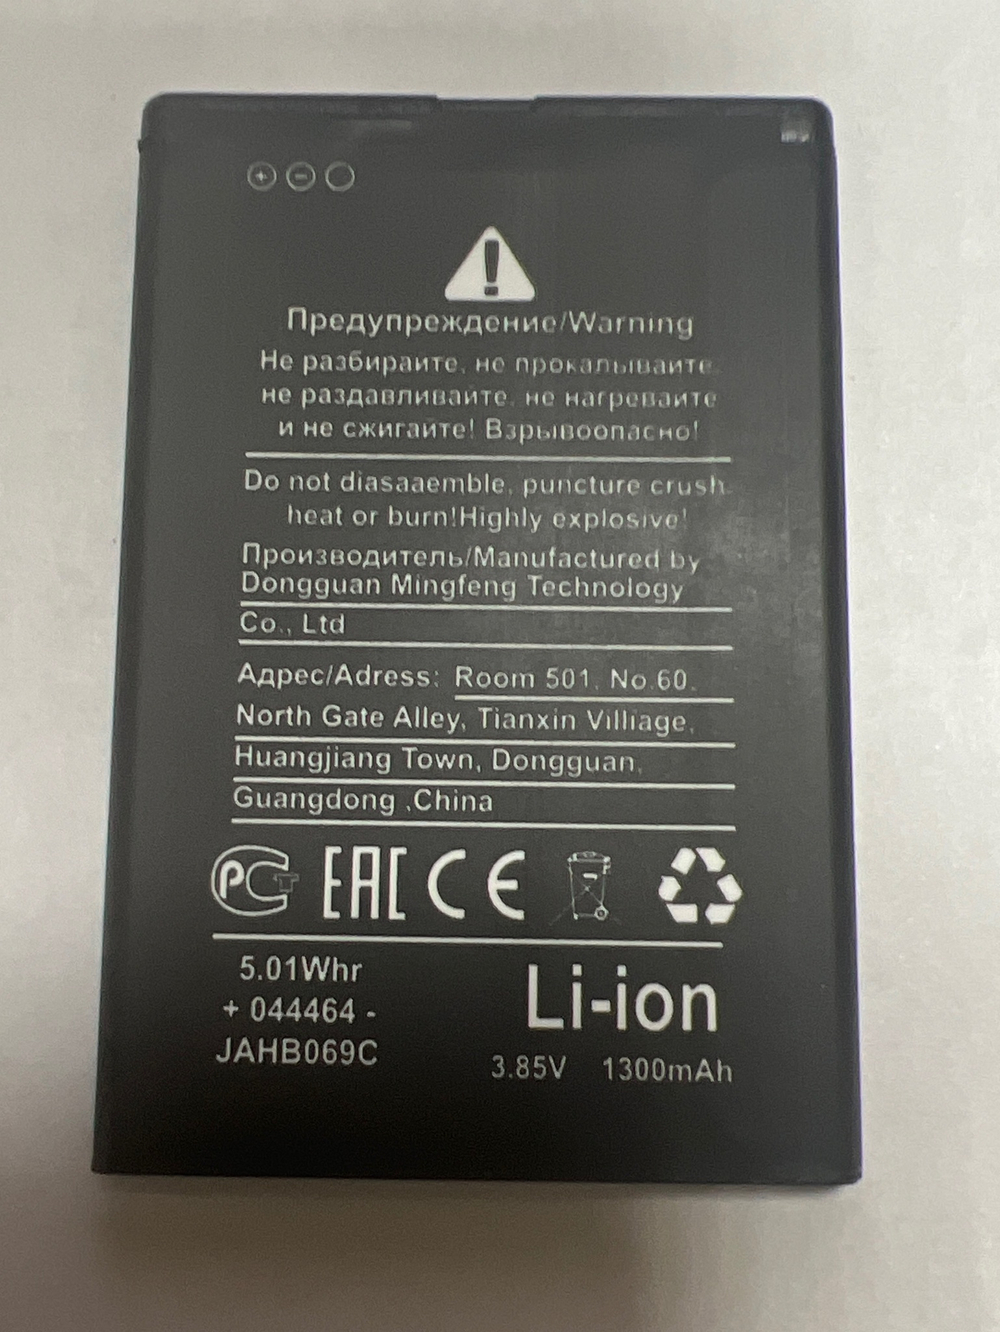 Предупреждение/Warning
Не разбираите, не прокалываите,
не раздавливайте, не нагреваите
и не сжигайте! Взрывоопасно!
Do not diasaaemble, puncture crush
heat or burn!Highly explosive!
Производитель/Manufactured by
Dongguan Mingfeng Technology
Co., Ltd
Адрес/Adress: Room 501, No.60,
North Gate Alley, Tianxin Villiage,
Huangjiang Town, Dongguan,
Guangdong ,China
РСТ EAC CE
5.01Whr
+ 044464 -
JAHB069C
Li-ion
3.85V 1300mAh